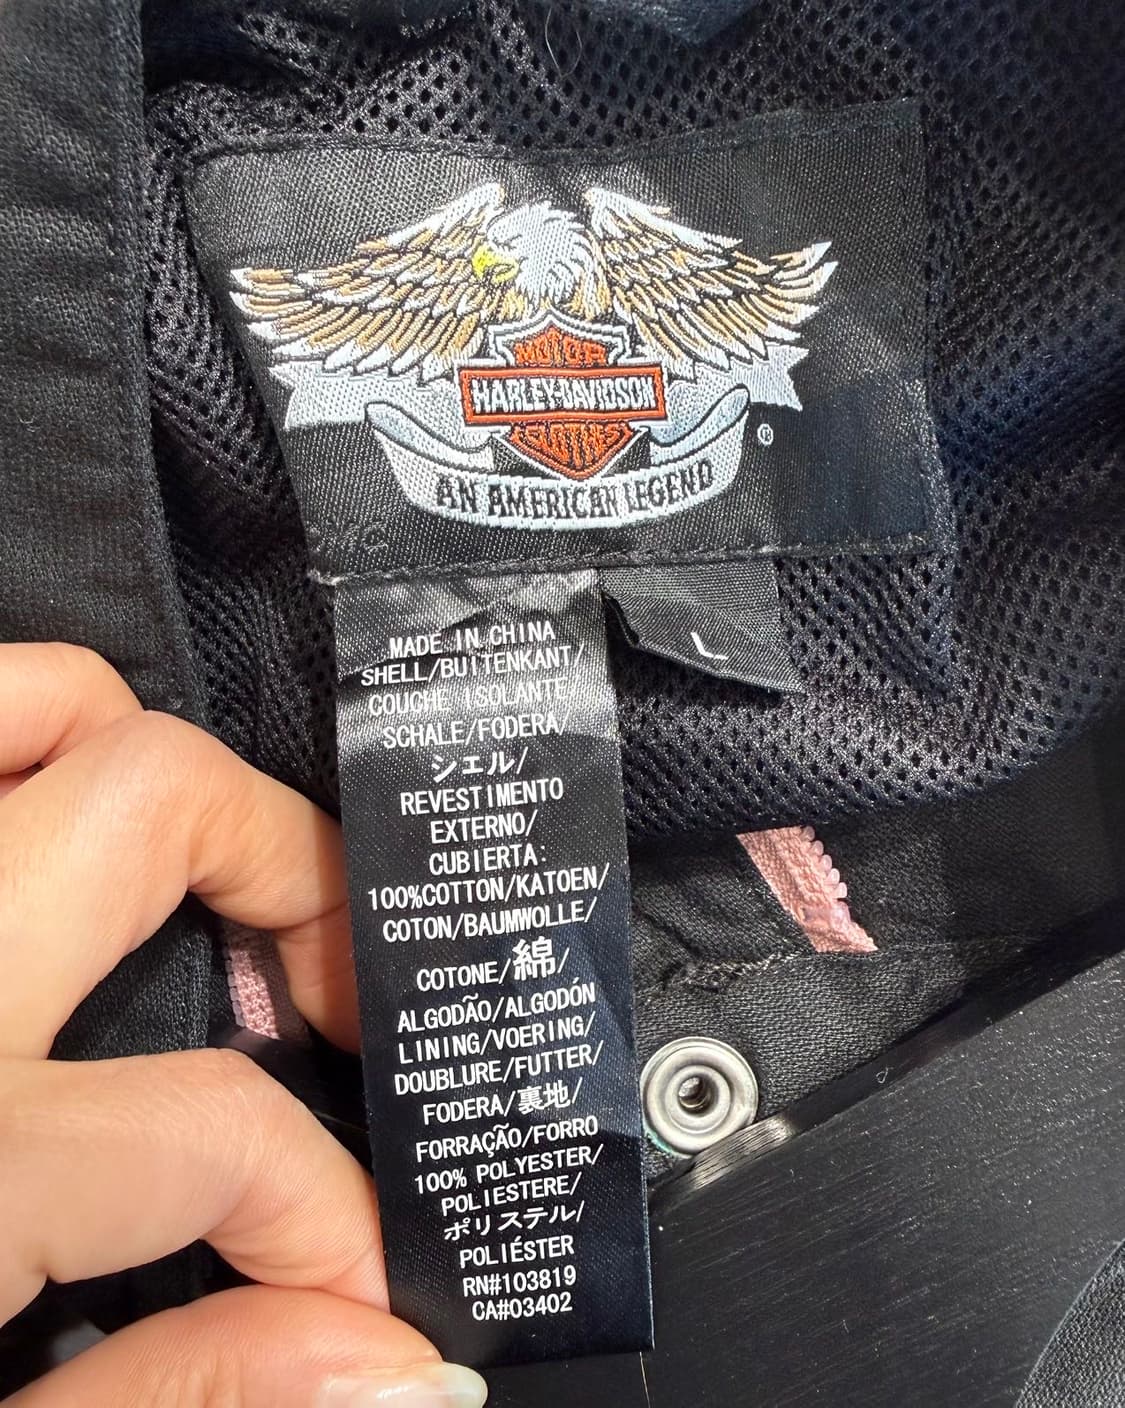 MOTOR
HARLEY-DAVIDSON
CLOTHES
®
AN AMERICAN LEGEND
L
MADE IN CHINA
SHELL/BUITENKANT/
COUCHE ISOLANTE/
SCHALE/FODERA/
シェル/
REVESTIMENTO
EXTERNO/
CUBIERTA:
100%COTTON/KATOEN/
COTON/BAUMWOLLE/
COTONE/綿/
ALGODÃO/ALGODÓN
LINING/VOERING/
DOUBLURE/FUTTER/
FODERA/裏地/
FORRAÇÃO/FORRO
100% POLYESTER/
POLIESTERE/
ポリステル/
POLIÉSTER
RN#103819
CA#03402